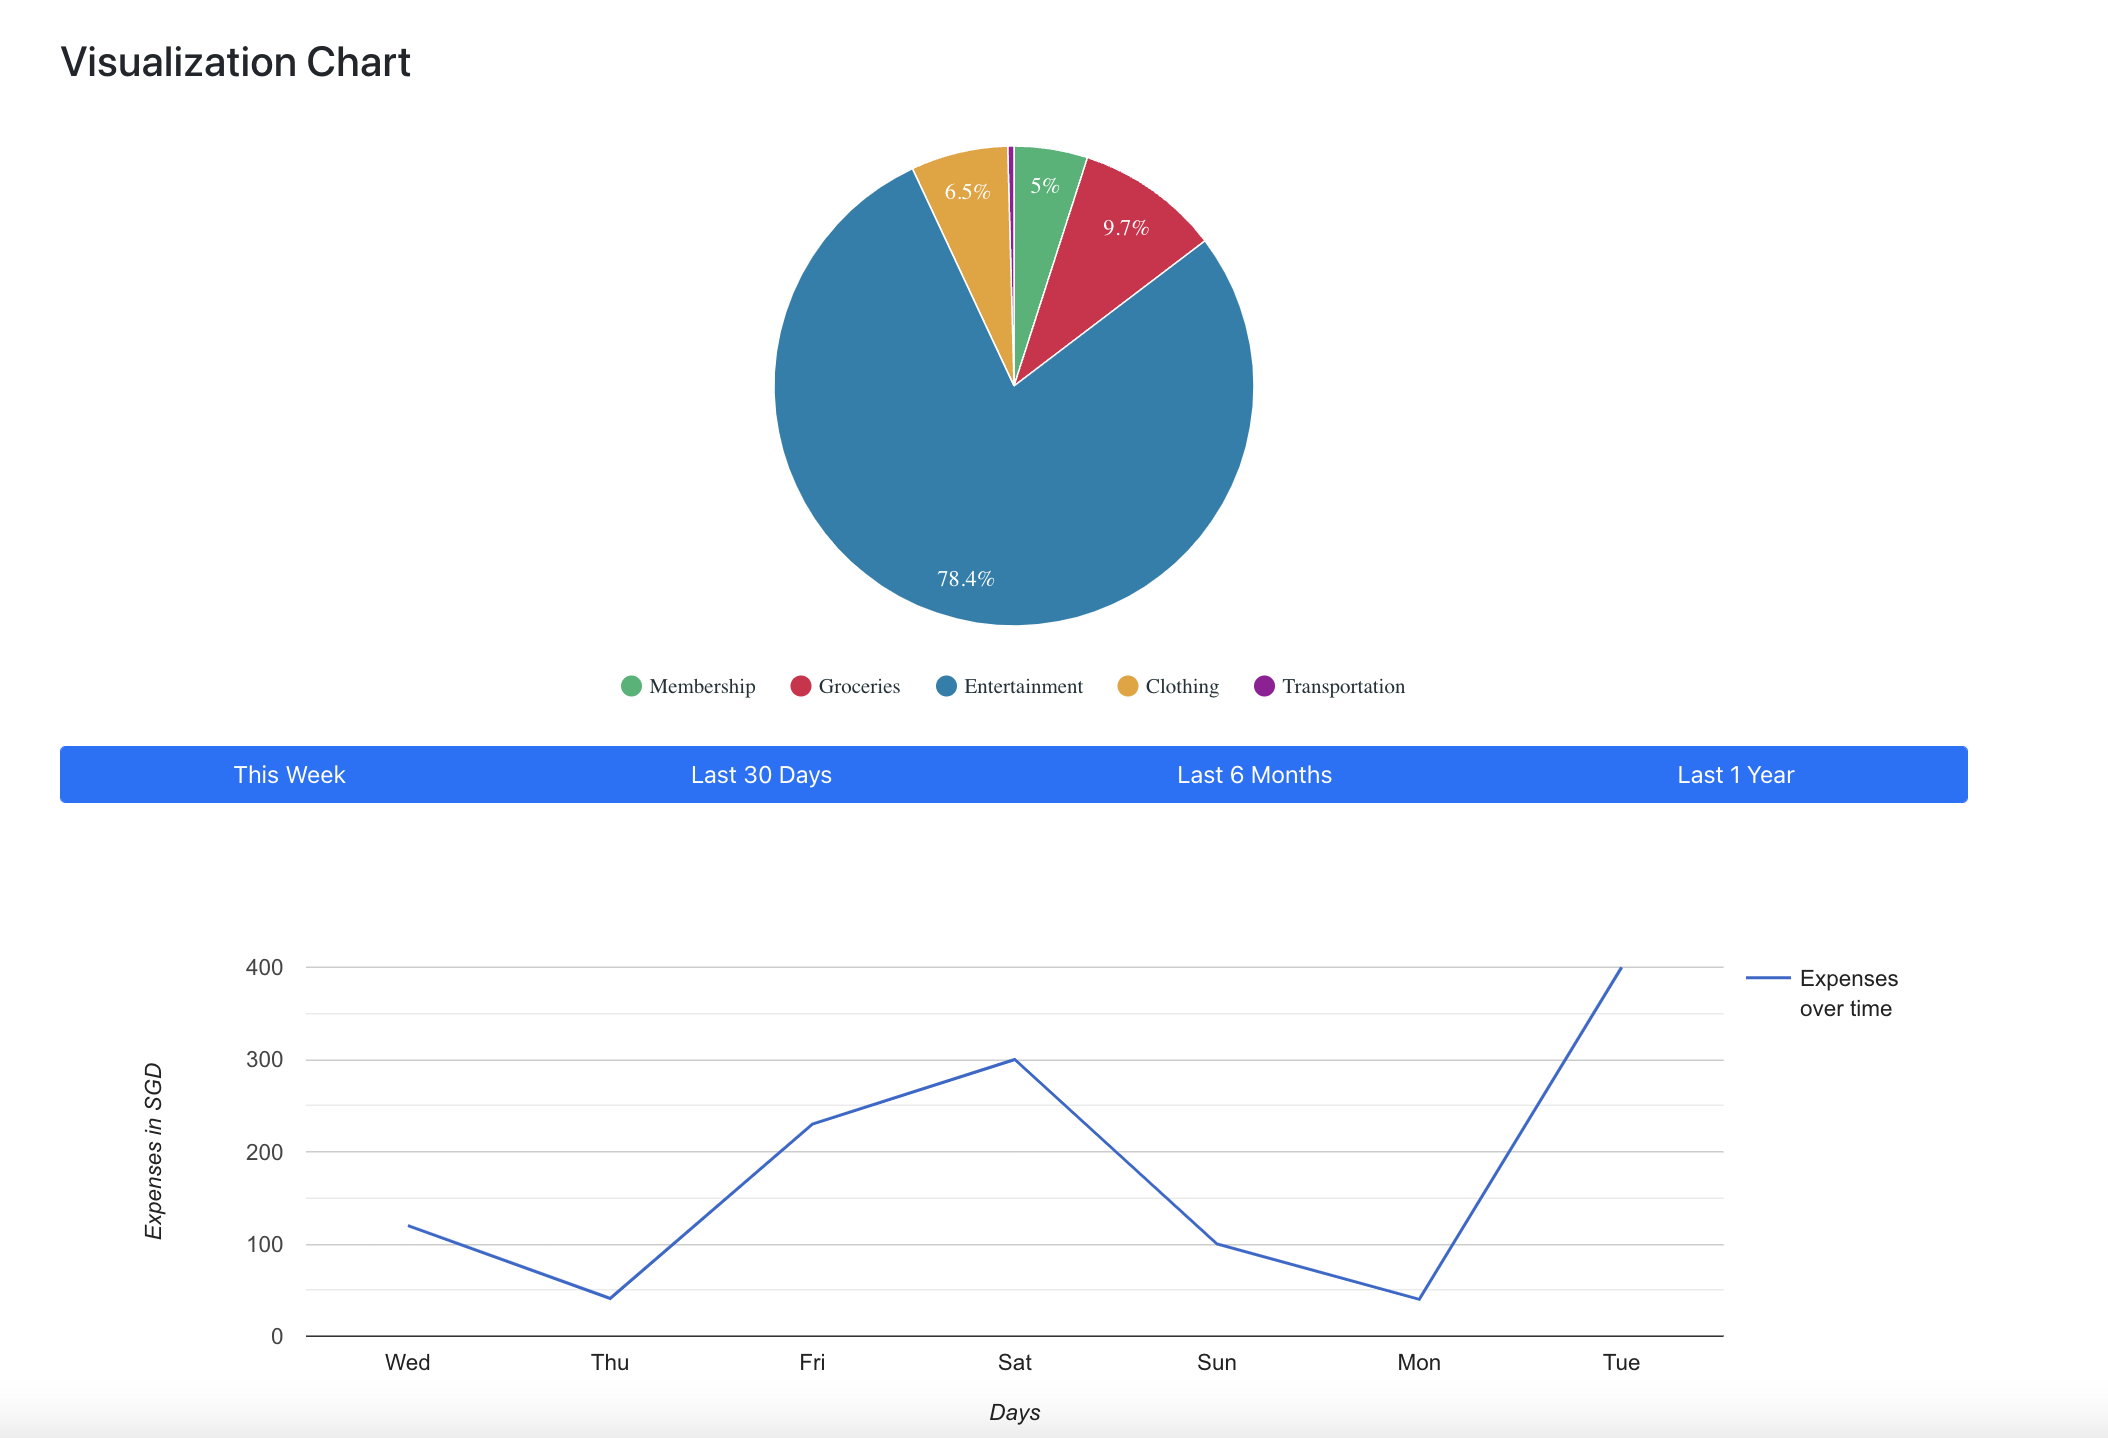 Visualization Chart
6.5%
5%
9.7%
78.4%
Membership Groceries Entertainment Clothing Transportation
This Week Last 30 Days Last 6 Months Last 1 Year
400
300
200
100
0
Expenses in SGD
Expenses
over time
Wed Thu Fri Sat Sun Mon Tue
Days